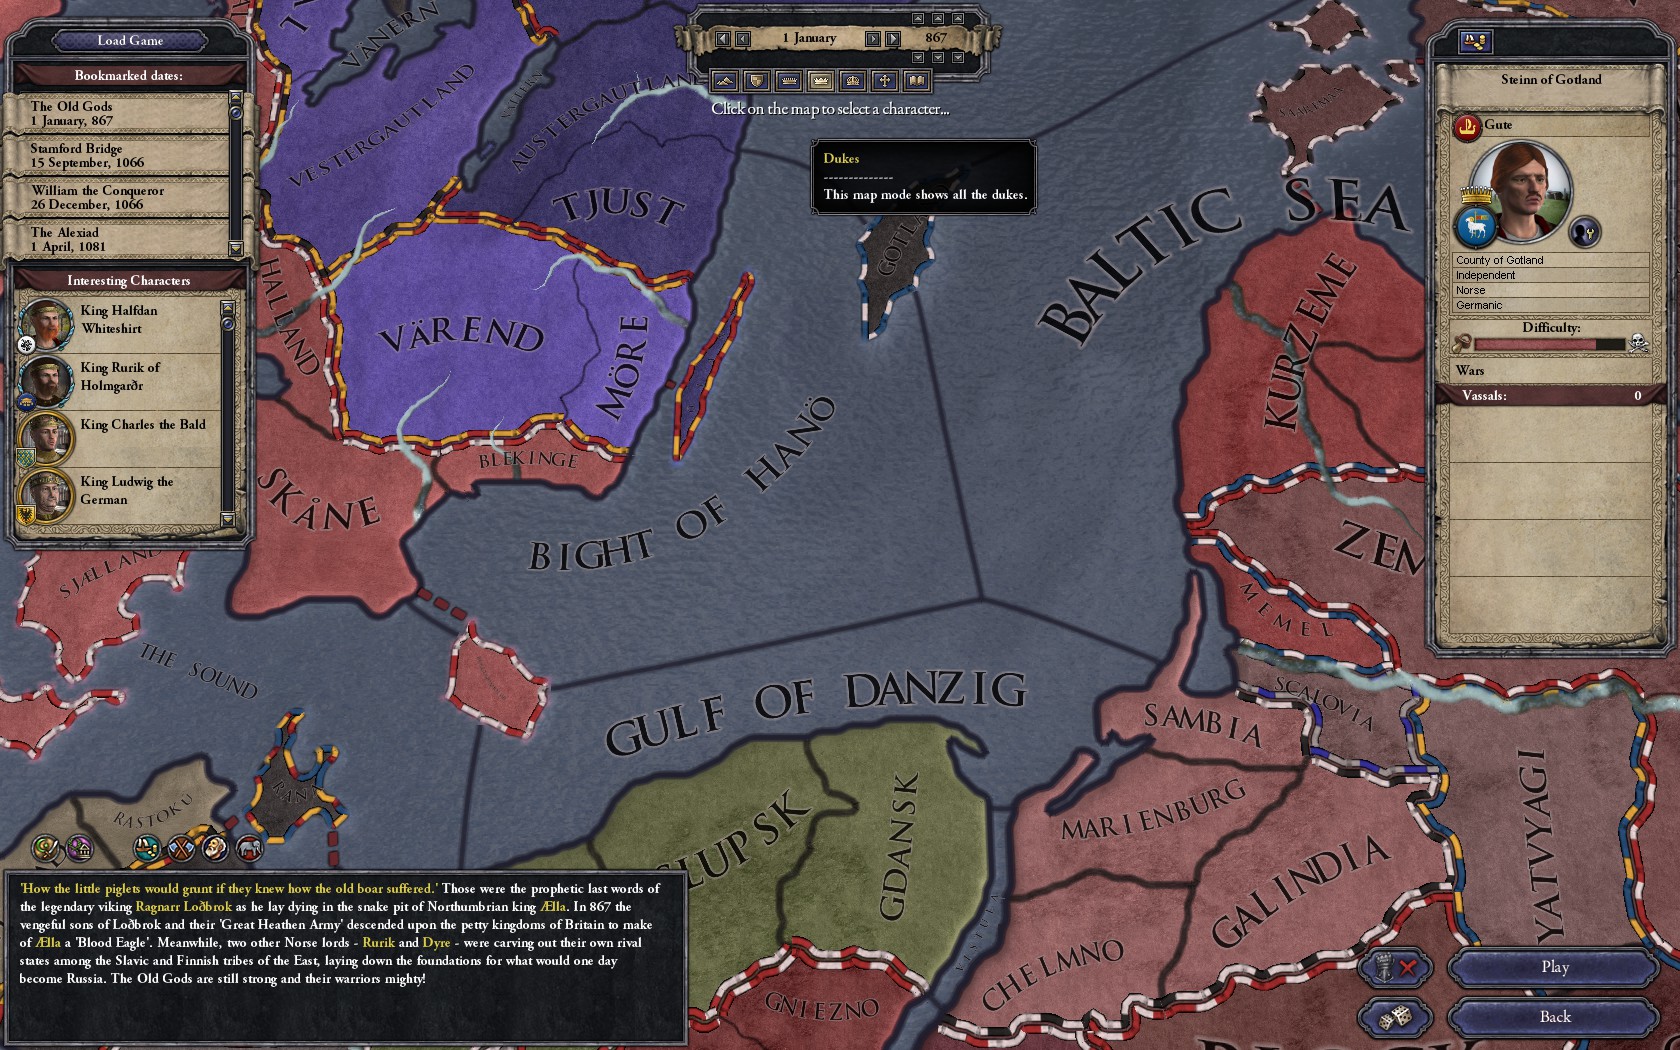 Load Game
Bookmarked dates:
The Old Gods
1 January, 867
Stamford Bridge
15 September, 1066
William the Conqueror
26 December, 1066
The Alexiad
1 April, 1081
Interesting Characters
King Halfdan
Whiteshirt
King Rurik of
Holmgarðr
King Charles the Bald
King Ludwig the
German
1 January
867
Click on the map to select a character...
Dukes
--------------
This map mode shows all the dukes.
Steinn of Gotland
Gute
County of Gotland
Independent
Norse
Germanic
Difficulty:
Wars
Vassals:
0
VÄNERN
VESTERGAUTLAND
AUSTERGAUTLAND
TJUST
HALLAND
VÄREND
MÖRE
BLEKINGE
SKÅNE
SJÆLLAND
THE SOUND
BIGHT OF HANÖ
BALTIC SEA
SAAREMAA
KURZEME
ZEM
MEMEL
SCALOVIA
SAMBIA
GULF OF DANZIG
RASTOKU
SLUPSK
GDANSK
MARIENBURG
GALINDIA
YATVYAGI
CHELMNO
GNIEZNO
VISTULA
'How the little piglets would grunt if they knew how the old boar suffered.' Those were the prophetic last words of
the legendary viking Ragnarr Loðbrok as he lay dying in the snake pit of Northumbrian king Ælla. In 867 the
vengeful sons of Loðbrok and their 'Great Heathen Army' descended upon the petty kingdoms of Britain to make
of Ælla a 'Blood Eagle'. Meanwhile, two other Norse lords - Rurik and Dyre - were carving out their own rival
states among the Slavic and Finnish tribes of the East, laying down the foundations for what would one day
become Russia. The Old Gods are still strong and their warriors mighty!
Play
Back